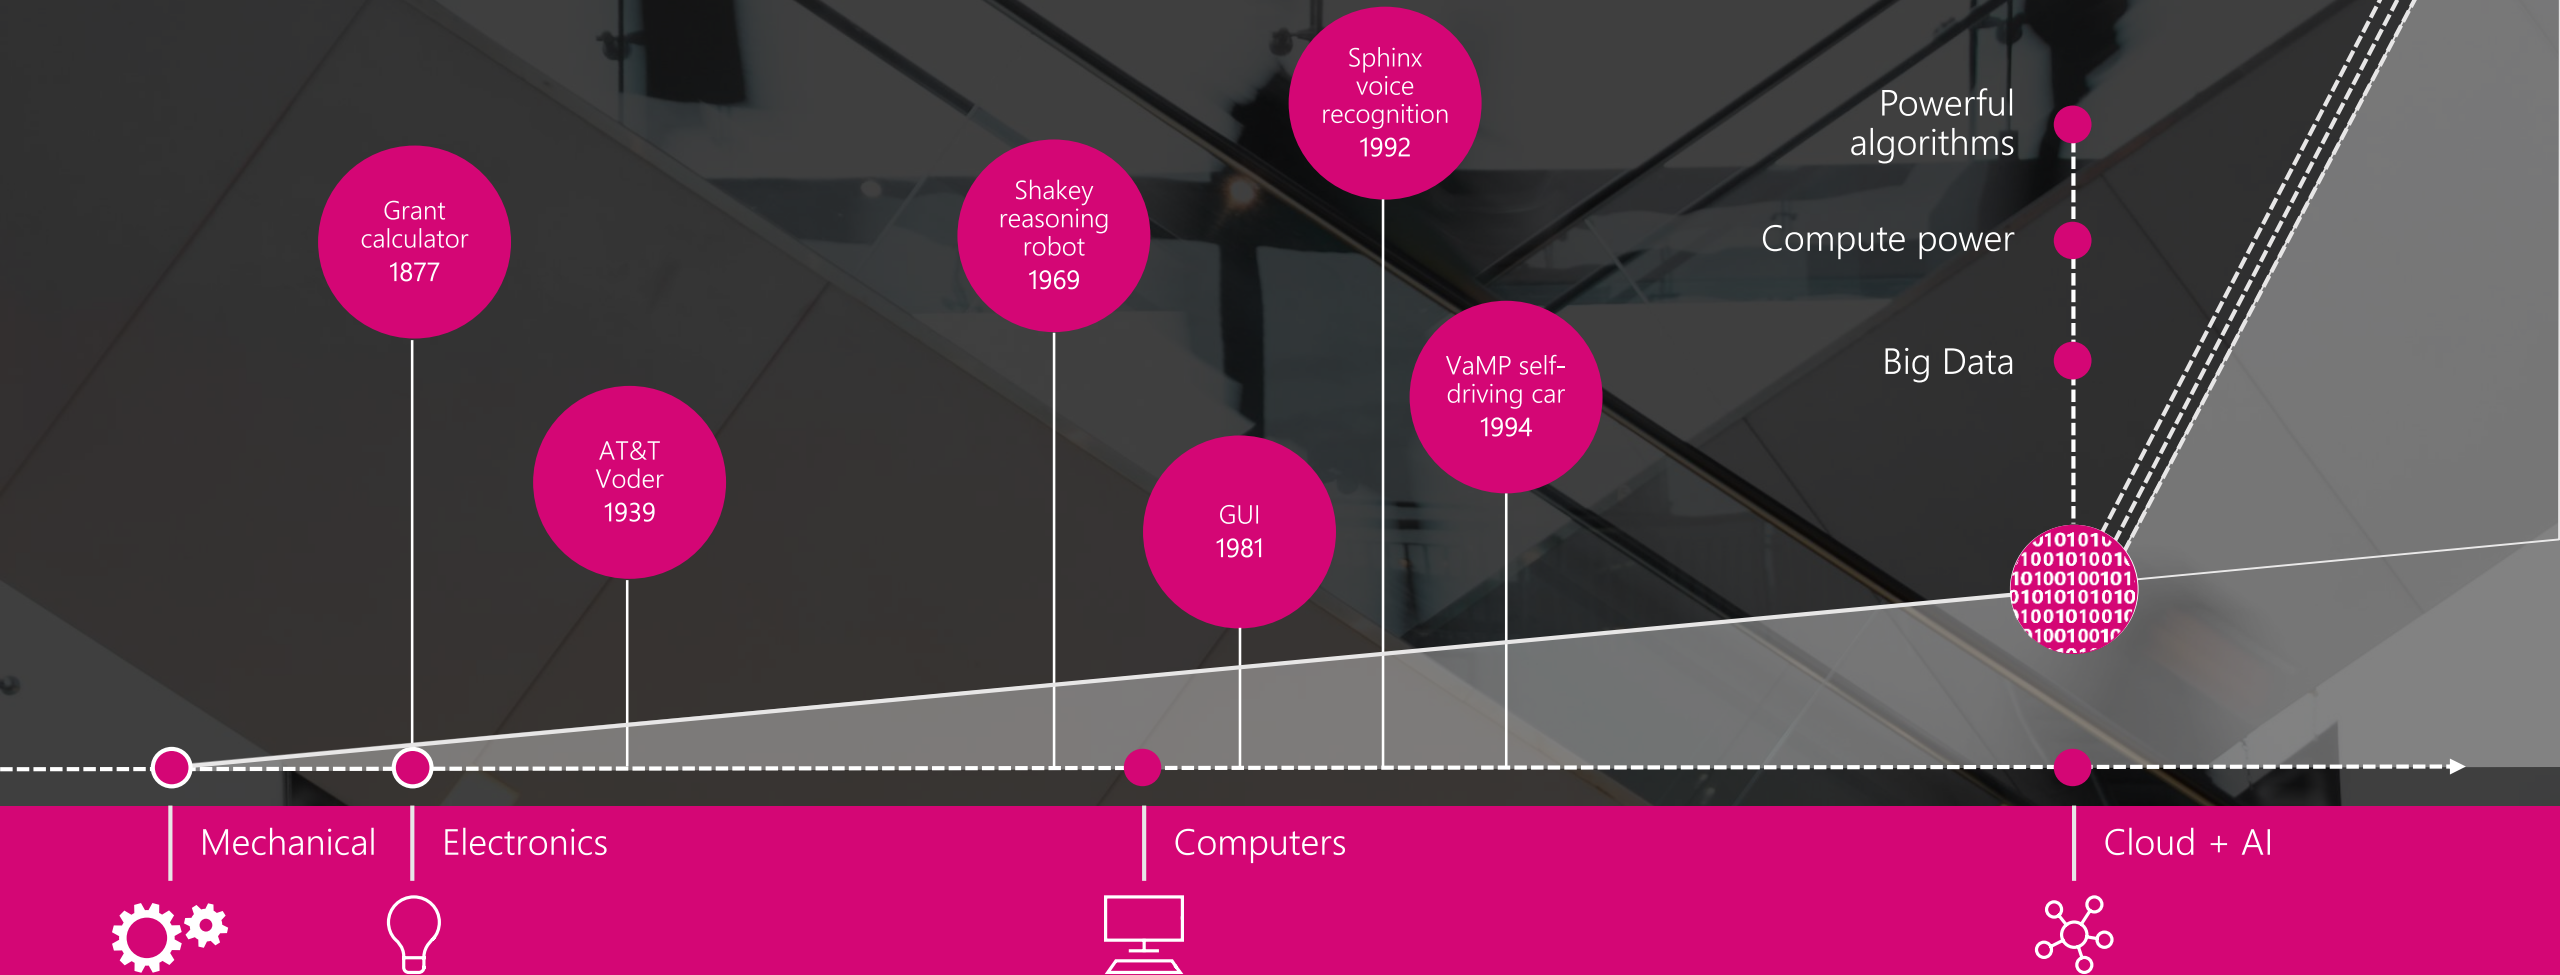 Grant
calculator
1877
AT&T
Voder
1939
Shakey
reasoning
robot
1969
GUI
1981
Sphinx
voice
recognition
1992
VaMP self-
driving car
1994
Powerful
algorithms
Compute power
Big Data
Mechanical
Electronics
Computers
Cloud + AI